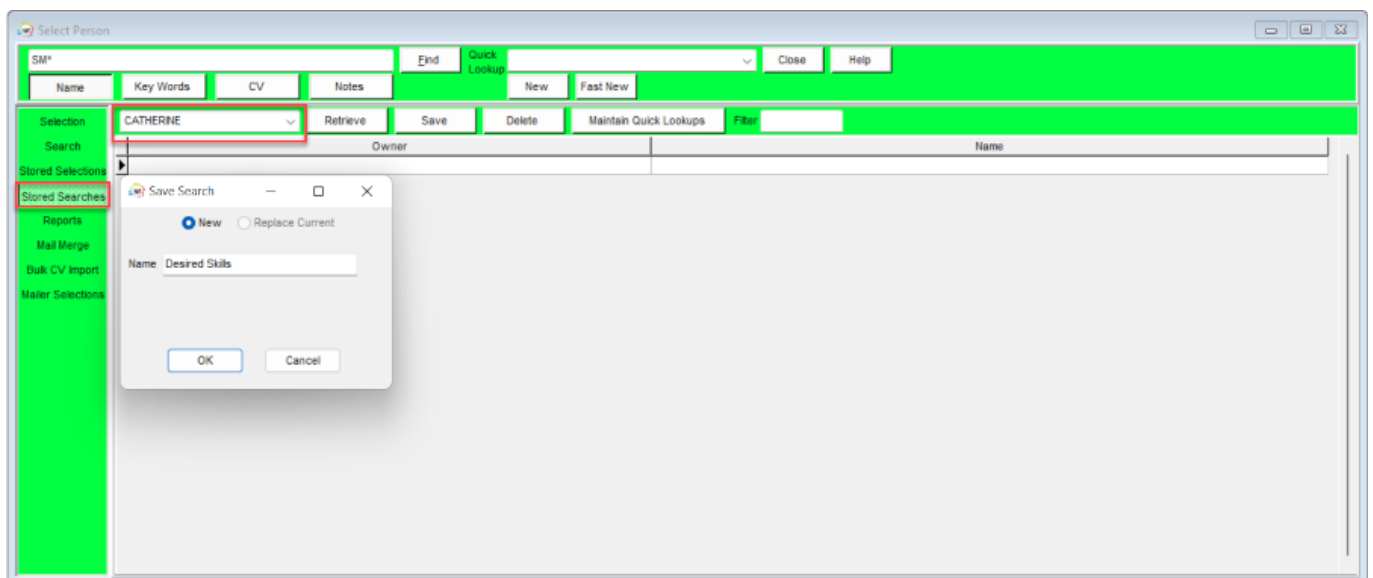 Select Person
SM*
Find
Quick
Lookup
Close
Help
Name
Key Words
CV
Notes
New
Fast New
Selection
CATHERINE
Retrieve
Save
Delete
Maintain Quick Lookups
Filter
Search
Owner
Name
Stored Selections
Stored Searches
Save Search
Reports
New
Replace Current
Mail Merge
Bulk CV Import
Name Desired Skills
Mailer Selections
OK
Cancel